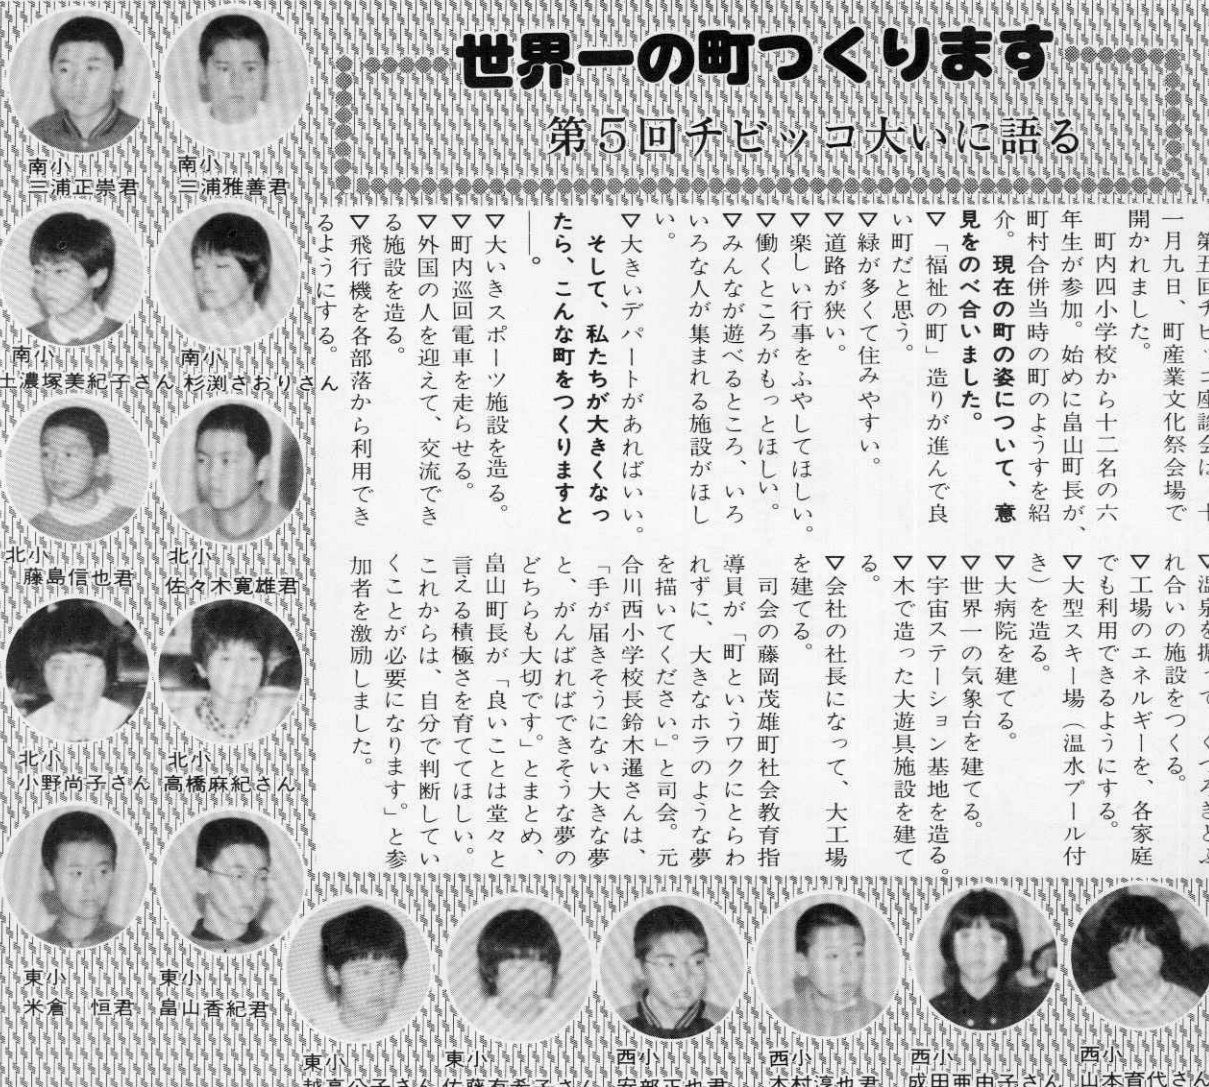 世界一の町つくります
第5回チビッコ大いに語る
第五回チビッコ座談会は、十
一月九日、町産業文化祭会場で
開かれました。
町内四小学校から十二名の六
年生が参加。始めに畠山町長が、
町村合併当時の町のようすを紹
介。現在の町の姿について、意
見をのべ合いました。
▽「福祉の町」造りが進んで良
い町だと思う。
▽緑が多くて住みやすい。
▽道路が狭い。
▽楽しい行事をふやしてほしい。
▽働くところがもっとほしい。
▽みんなが遊べるところ、いろ
いろな人が集まれる施設がほし
い。
▽大きいデパートがあればいい。
そして、私たちが大きくなっ
たら、こんな町をつくりますと
――。
▽大いきスポーツ施設を造る。
▽町内巡回電車を走らせる。
▽外国の人を迎えて、交流でき
る施設を造る。
▽飛行機を各部落から利用でき
るようにする。
▽温泉を掘って、くつろぎとふ
れ合いの施設をつくる。
▽工場のエネルギーを、各家庭
でも利用できるようにする。
▽大型スキー場（温水プール付
き）を造る。
▽大病院を建てる。
▽世界一の気象台を建てる。
▽宇宙ステーション基地を造る。
▽木で造った大遊具施設を建て
る。
▽会社の社長になって、大工場
を建てる。
司会の藤岡茂雄町社会教育指
導員が「町というワクにとらわ
れずに、大きなホラのような夢
を描いてください。」と司会。元
合川西小学校長鈴木暹さんは、
「手が届きそうにない大きな夢
と、がんばればできそうな夢の
どちらも大切です。」とまとめ、
畠山町長が「良いことは堂々と
言える積極さを育ててほしい。
これからは、自分で判断してい
くことが必要になります。」と参
加者を激励しました。
南小
三浦正崇君
南小
三浦雅善君
南小
土濃塚美紀子さん
南小
杉渕さおりさん
北小
藤島信也君
北小
佐々木寛雄君
北小
小野尚子さん
北小
高橋麻紀さん
東小
米倉　恒君
東小
畠山香紀君
東小
越高公子さん
東小
佐藤有希子さん
西小
安部正也君
西小
木村淳也君
西小
成田亜由子さん
西小
山本育代さん